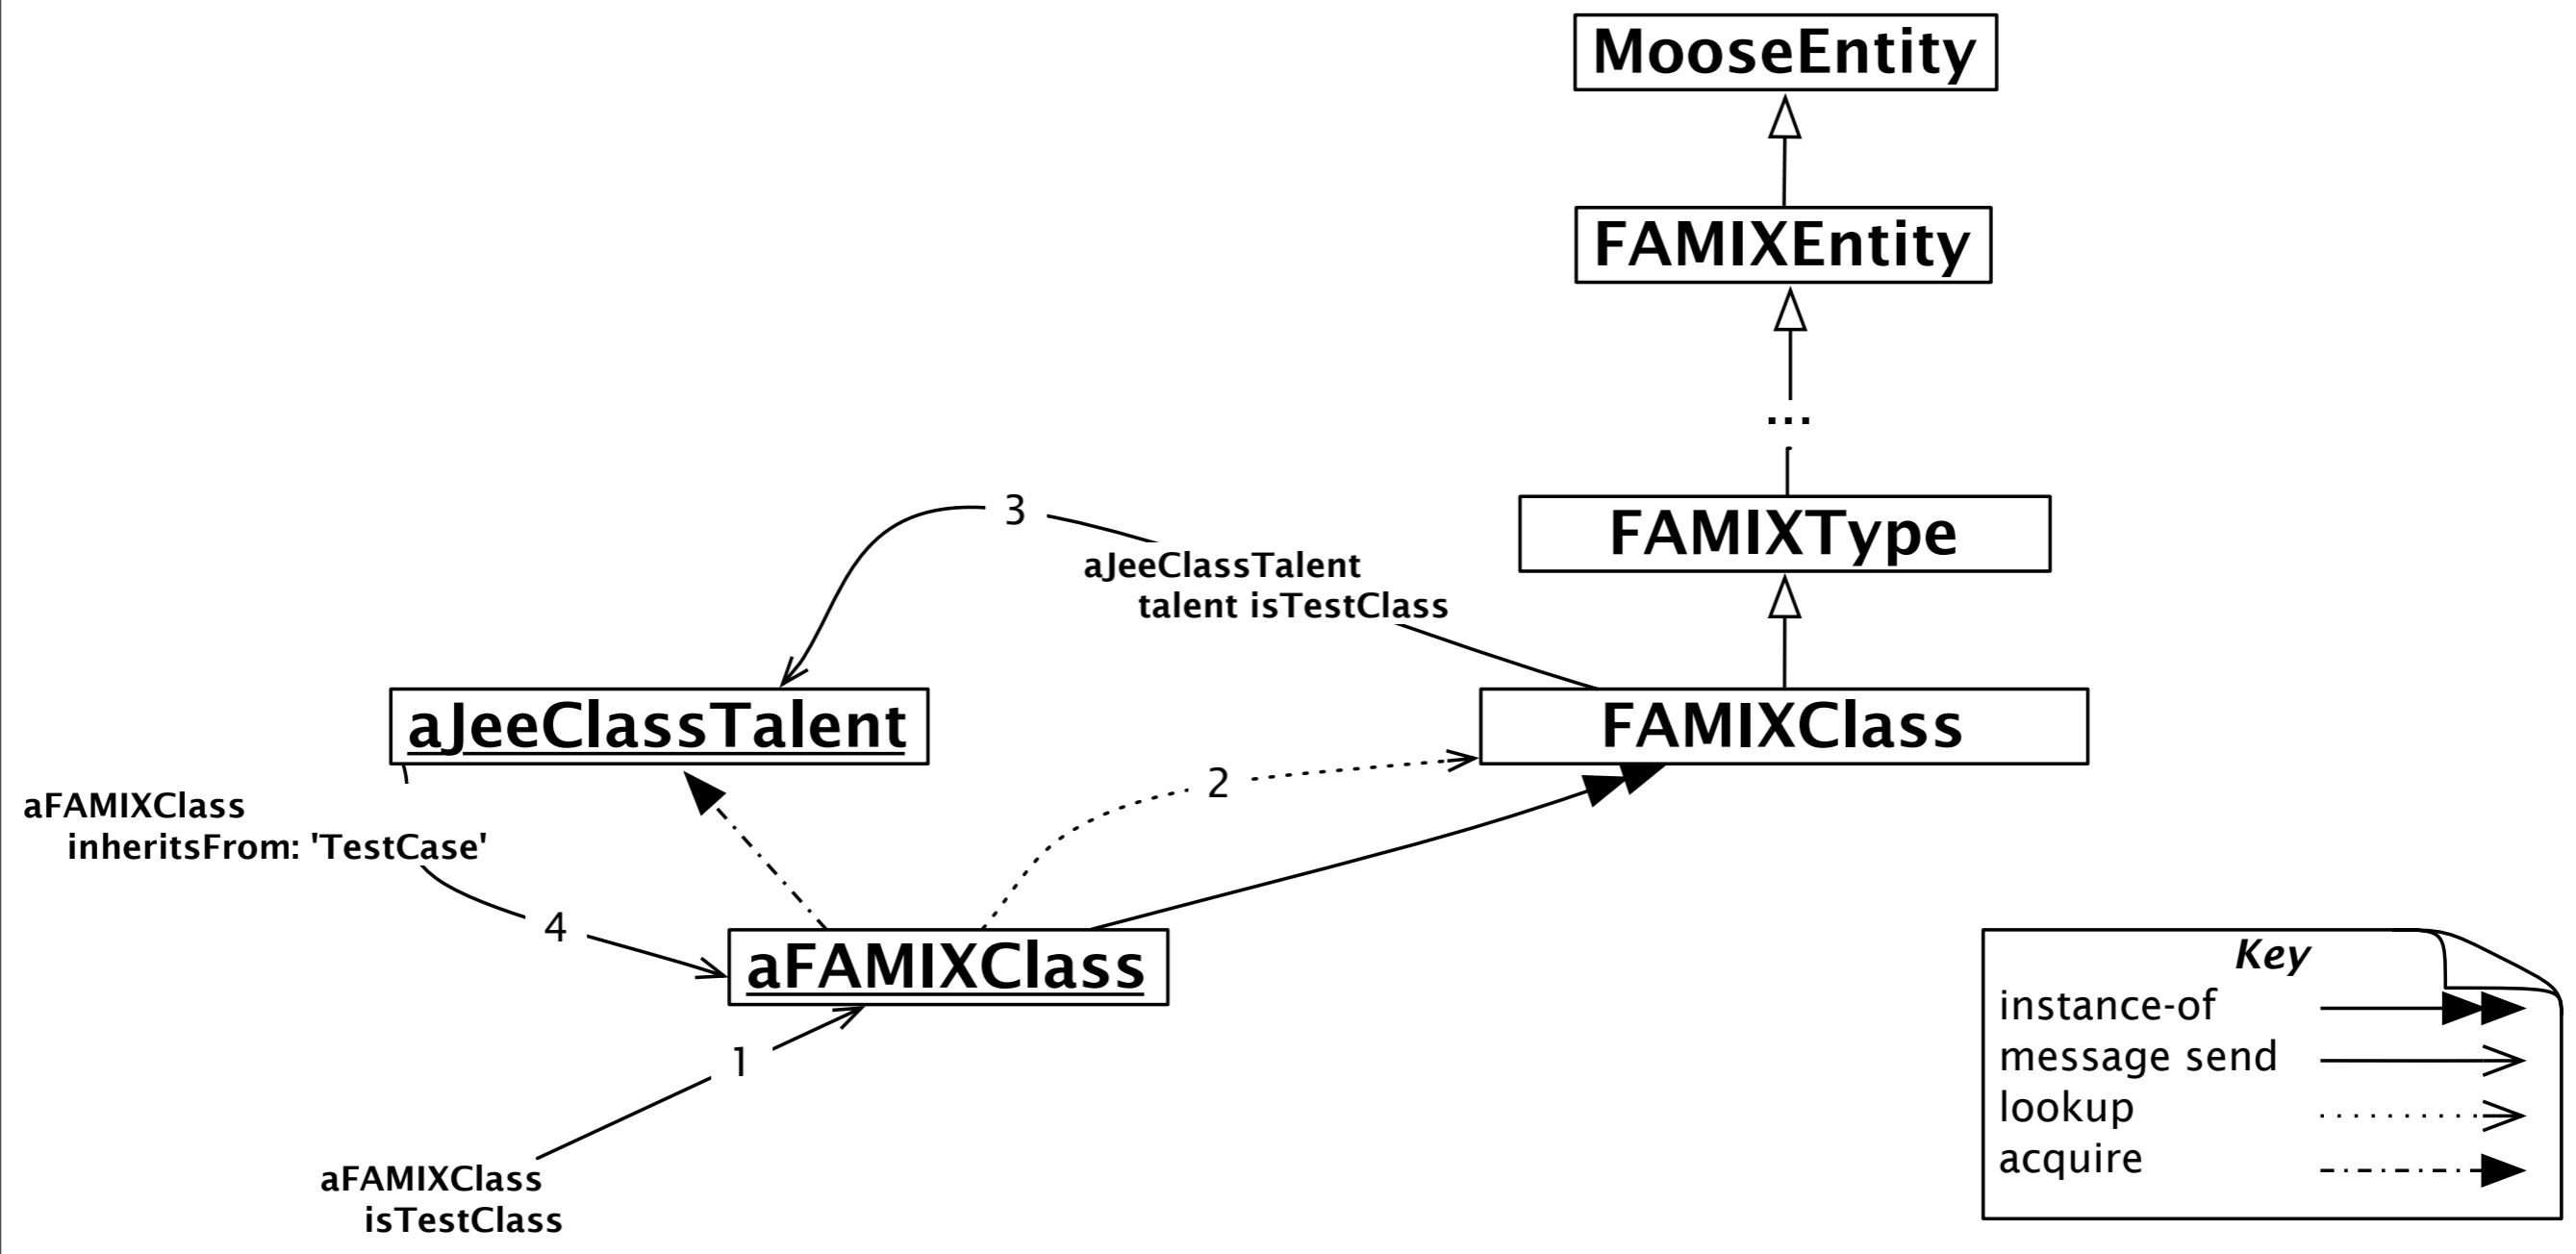 MooseEntity
FAMIXEntity
...
FAMIXType
3
aJeeClassTalent
talent isTestClass
aJeeClassTalent
FAMIXClass
2
aFAMIXClass
inheritsFrom: 'TestCase'
4
aFAMIXClass
1
aFAMIXClass
isTestClass
Key
instance-of
message send
lookup
acquire